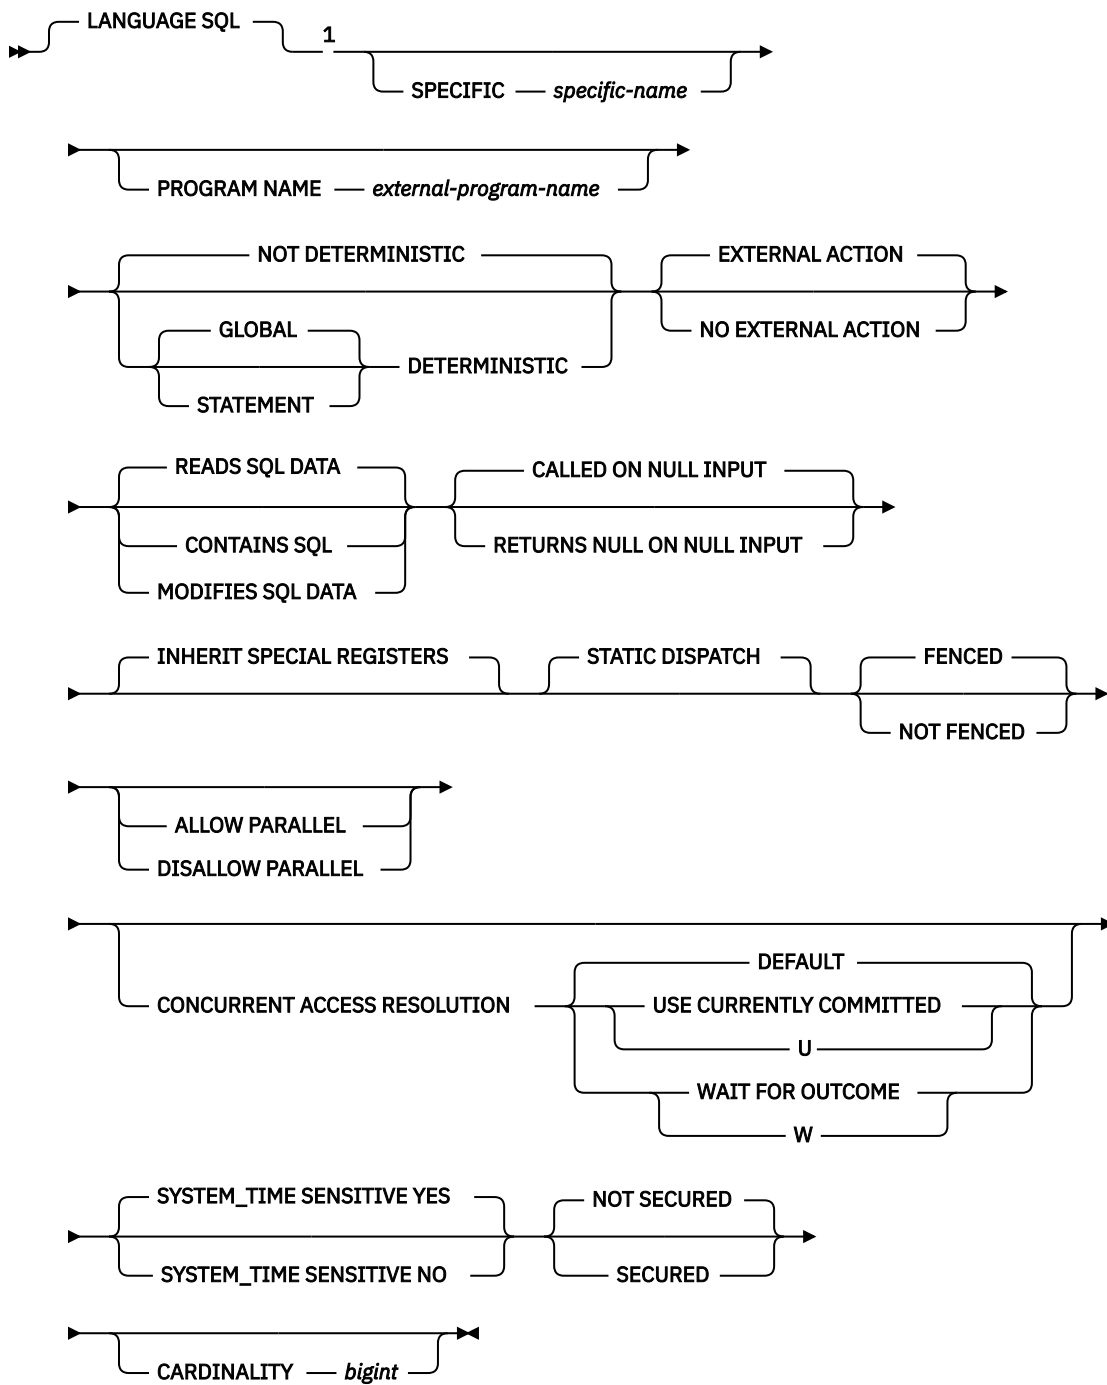 LANGUAGE SQL
1
SPECIFIC specific-name
PROGRAM NAME external-program-name
NOT DETERMINISTIC EXTERNAL ACTION
GLOBAL NO EXTERNAL ACTION
DETERMINISTIC
STATEMENT
READS SQL DATA CALLED ON NULL INPUT
CONTAINS SQL RETURNS NULL ON NULL INPUT
MODIFIES SQL DATA
INHERIT SPECIAL REGISTERS STATIC DISPATCH FENCED
NOT FENCED
ALLOW PARALLEL
DISALLOW PARALLEL
DEFAULT
CONCURRENT ACCESS RESOLUTION USE CURRENTLY COMMITTED
U
WAIT FOR OUTCOME
W
SYSTEM_TIME SENSITIVE YES NOT SECURED
SYSTEM_TIME SENSITIVE NO SECURED
CARDINALITY bigint